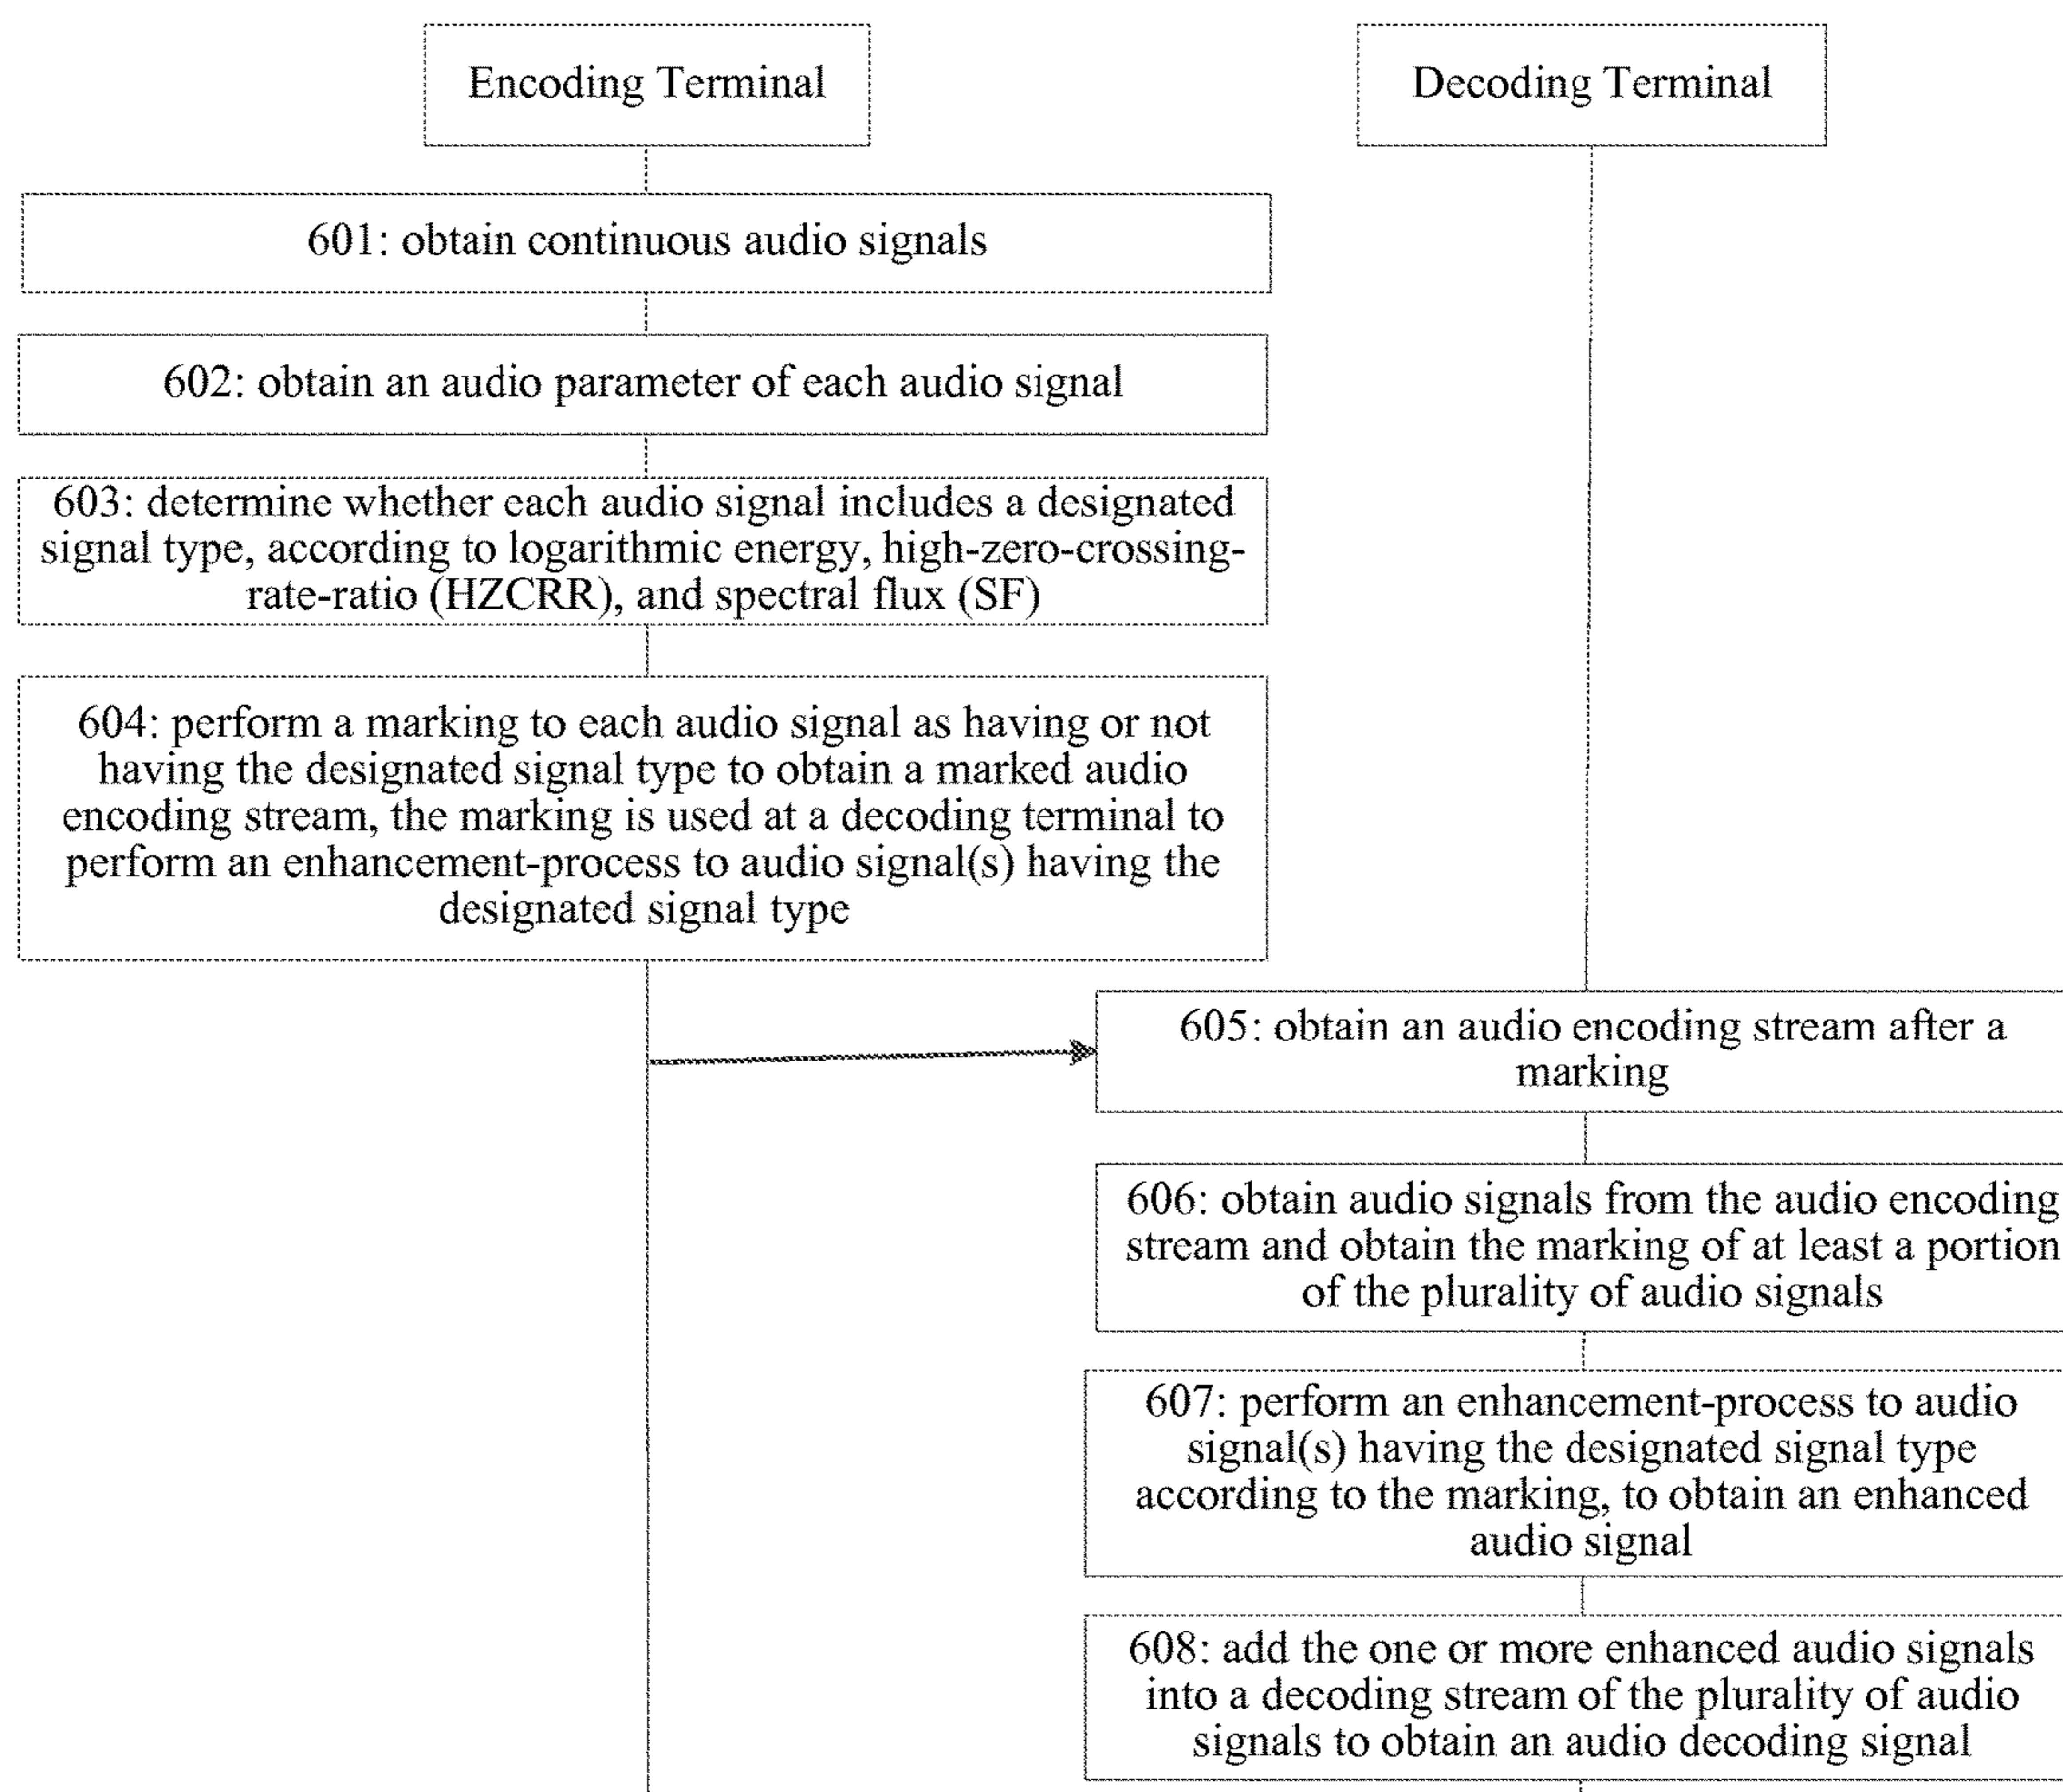 Encoding Terminal
Decoding Terminal
601: obtain continuous audio signals
602: obtain an audio parameter of each audio signal
603: determine whether each audio signal includes a designated
signal type, according to logarithmic energy, high-zero-crossing-
rate-ratio (HZCRR), and spectral flux (SF)
604: perform a marking to each audio signal as having or not
having the designated signal type to obtain a marked audio
encoding stream, the marking is used at a decoding terminal to
perform an enhancement-process to audio signal(s) having the
designated signal type
605: obtain an audio encoding stream after a
marking
606: obtain audio signals from the audio encoding
stream and obtain the marking of at least a portion
of the plurality of audio signals
607: perform an enhancement-process to audio
signal(s) having the designated signal type
according to the marking, to obtain an enhanced
audio signal
608: add the one or more enhanced audio signals
into a decoding stream of the plurality of audio
signals to obtain an audio decoding signal